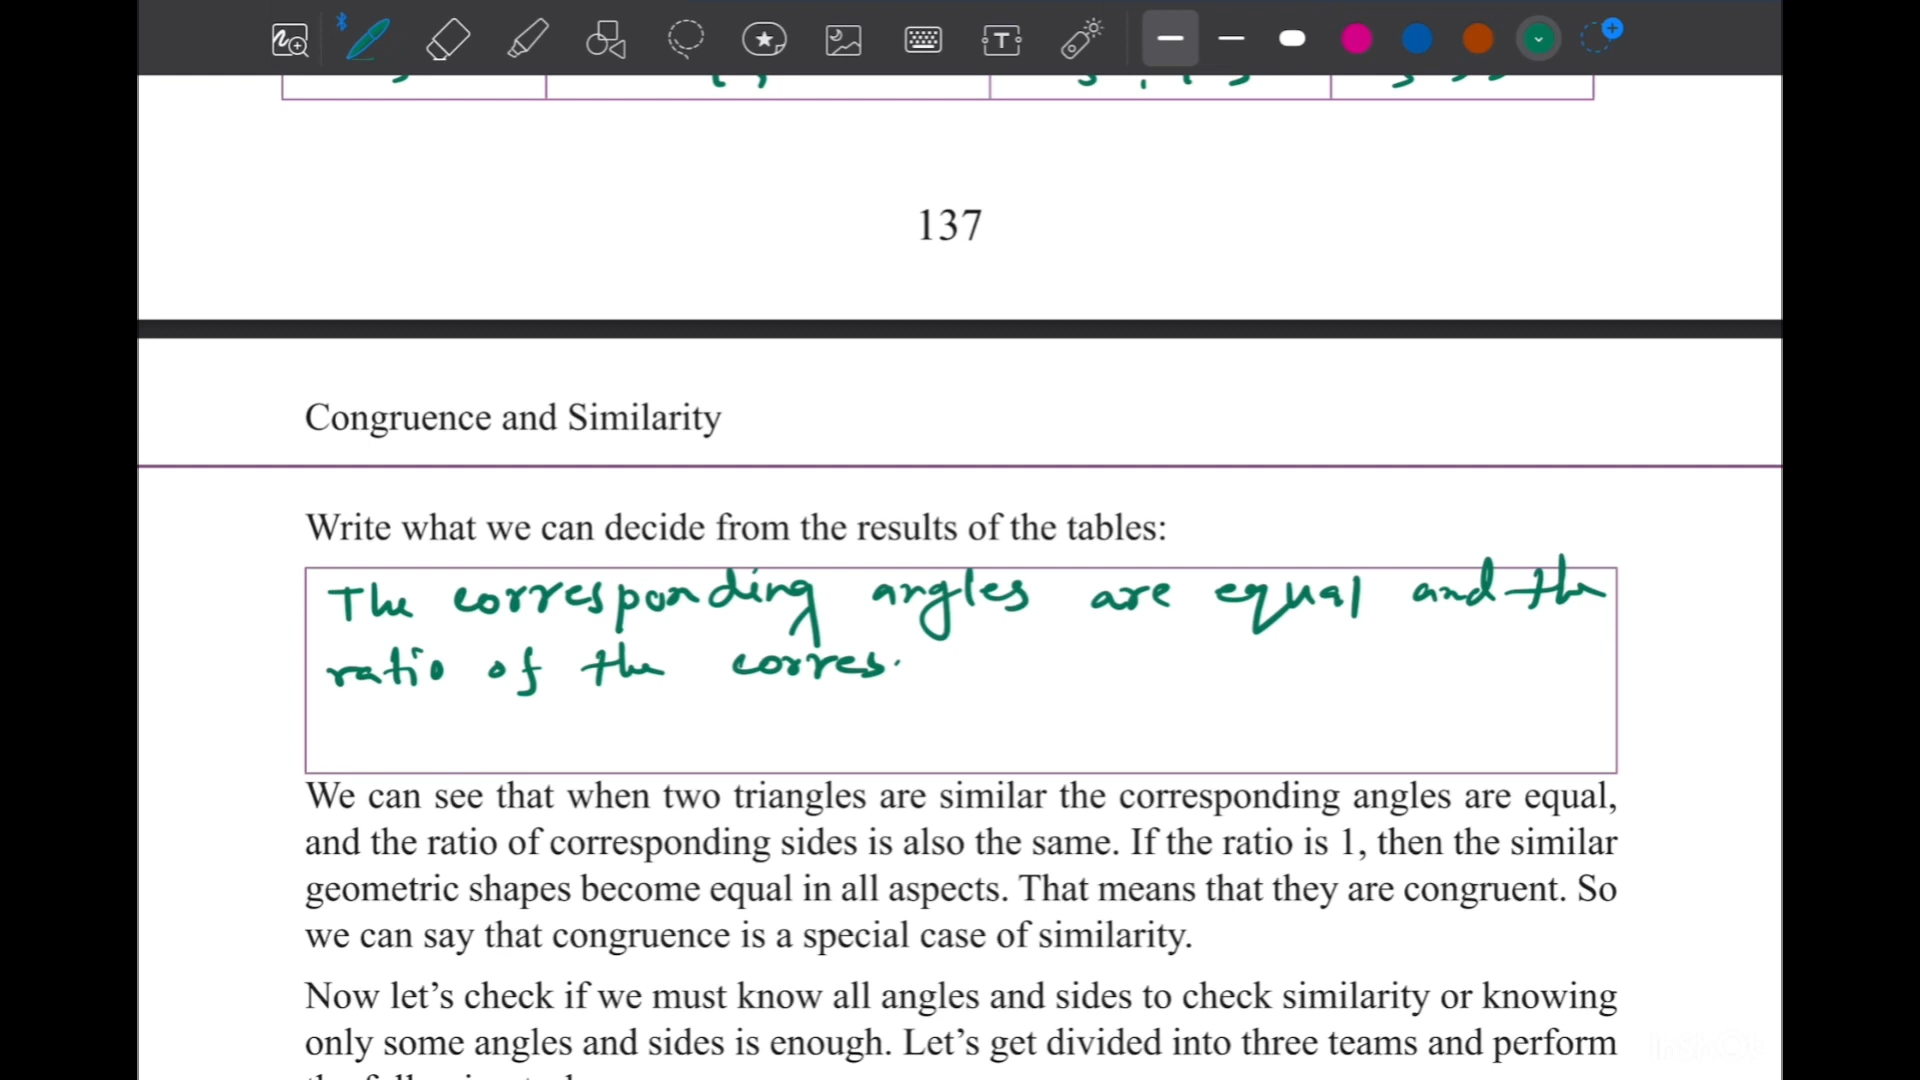 137
Congruence and Similarity
Write what we can decide from the results of the tables:
The corresponding angles are equal and the
ratio of the corres
We can see that when two triangles are similar the corresponding angles are equal,
and the ratio of corresponding sides is also the same. If the ratio is 1, then the similar
geometric shapes become equal in all aspects. That means that they are congruent. So
we can say that congruence is a special case of similarity.
Now let’s check if we must know all angles and sides to check similarity or knowing
only some angles and sides is enough. Let’s get divided into three teams and perform